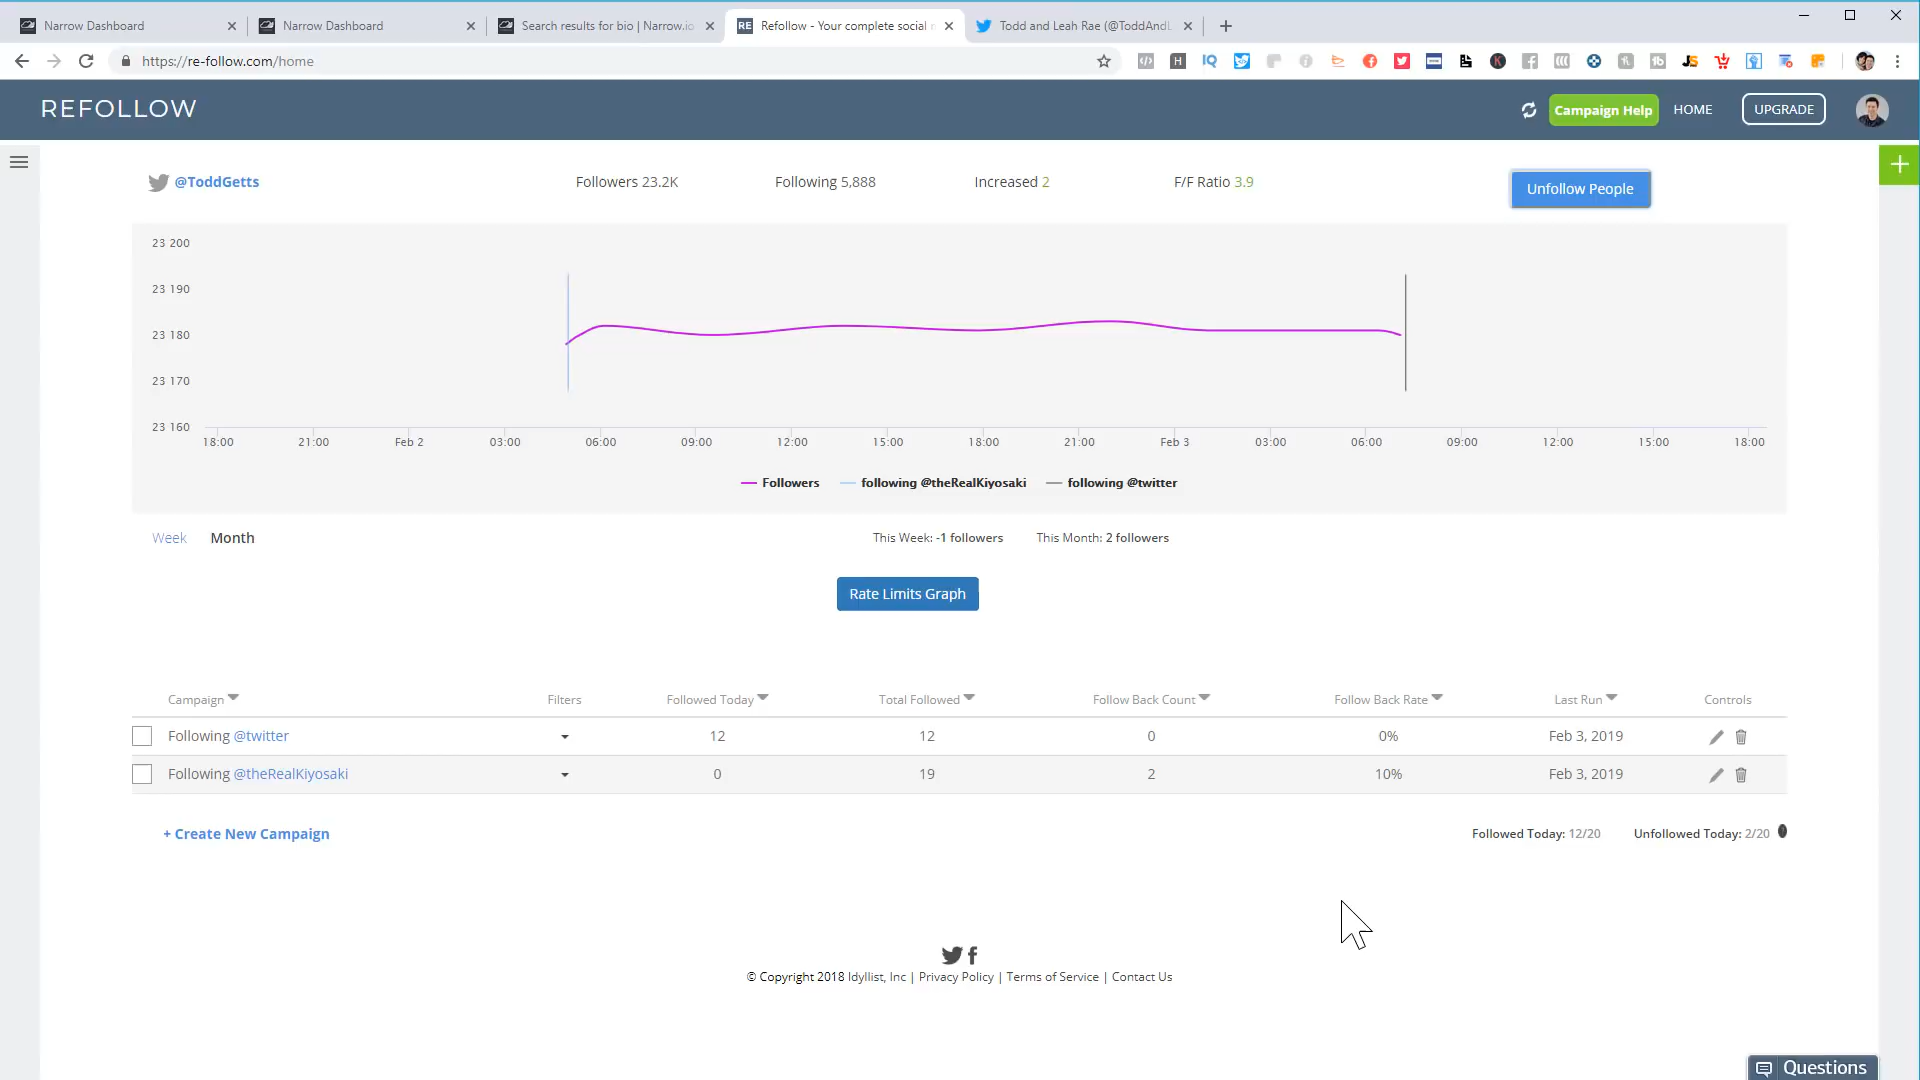 Narrow Dashboard
Narrow Dashboard
Search results for bio | Narrow.io
RE Refollow - Your complete social
Todd and Leah Rae (@ToddAndL
https://re-follow.com/home
REFOLLOW
Campaign Help
HOME
UPGRADE
@ToddGetts
Followers 23.2K
Following 5,888
Increased 2
F/F Ratio 3.9
Unfollow People
23 200
23 190
23 180
23 170
23 160
18:00 21:00 Feb 2 03:00 06:00 09:00 12:00 15:00 18:00 21:00 Feb 3 03:00 06:00 09:00 12:00 15:00 18:00
Followers following @theRealKiyosaki following @twitter
Week Month
This Week: -1 followers This Month: 2 followers
Rate Limits Graph
Campaign Filters Followed Today Total Followed Follow Back Count Follow Back Rate Last Run Controls
Following @twitter 12 12 0 0% Feb 3, 2019
Following @theRealKiyosaki 0 19 2 10% Feb 3, 2019
+ Create New Campaign
Followed Today: 12/20 Unfollowed Today: 2/20
© Copyright 2018 Idyllist, Inc | Privacy Policy | Terms of Service | Contact Us
Questions